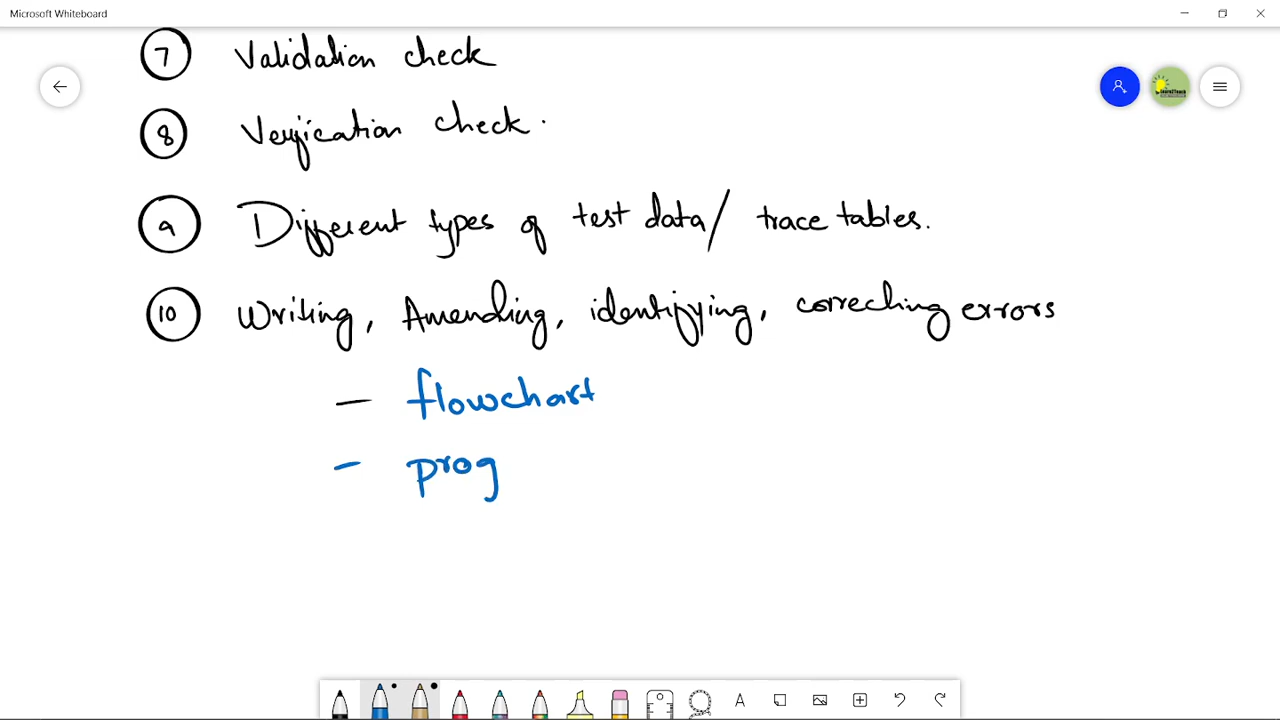 Microsoft Whiteboard
7 Validation check
8 Verification check.
9 Different types of test data/ trace tables.
10 Writing, Amending, identifying, correcting errors
- flowchart
- prog
A